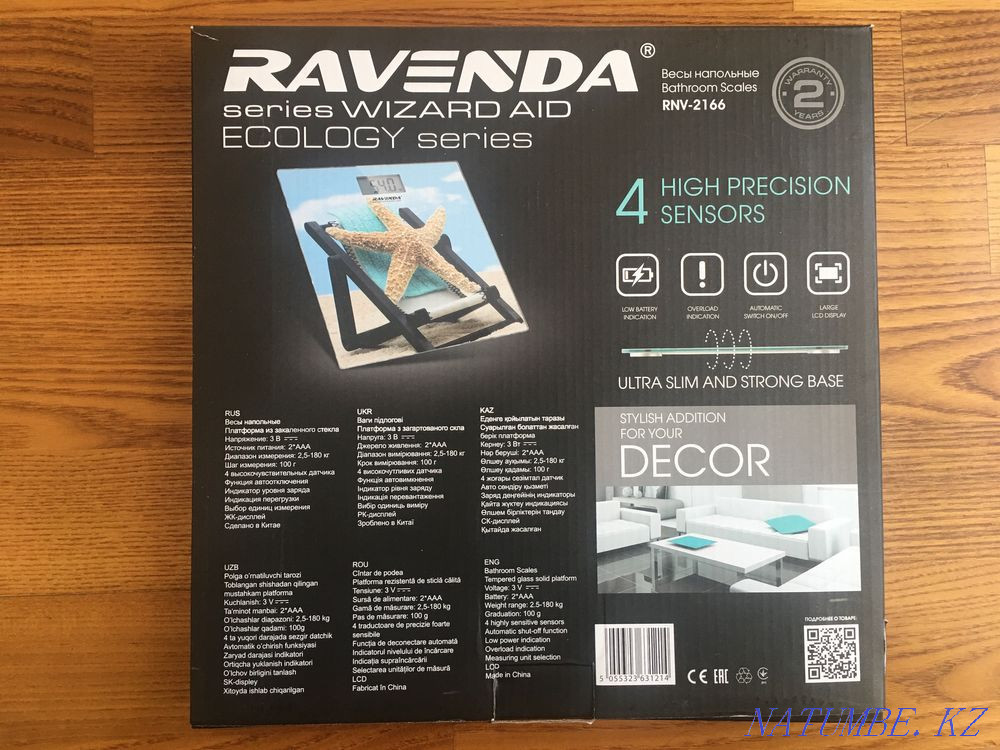 RAVENDA®
series WIZARD AID
ECOLOGY series
Весы напольные
Bathroom Scales
RNV-2166
WARRANTY
2
YEARS
54.0
RAVENDA
4 HIGH PRECISION
SENSORS
LOW BATTERY
INDICATION
OVERLOAD
INDICATION
AUTOMATIC
SWITCH ON/OFF
LARGE
LCD DISPLAY
ULTRA SLIM AND STRONG BASE
STYLISH ADDITION
FOR YOUR
DECOR
RUS
Весы напольные
Платформа из закаленного стекла
Напряжение: 3 В
Источник питания: 2*ААА
Диапазон измерения: 2,5-180 кг
Шаг измерения: 100 г
4 высокочувствительных датчика
Функция автоотключения
Индикатор уровня заряда
Индикация перегрузки
Выбор единиц измерения
ЖК-дисплей
Сделано в Китае
UKR
Ваги підлогові
Платформа з загартованого скла
Напруга: 3 В
Джерело живлення: 2*ААА
Діапазон вимірювання: 2,5-180 кг
Крок вимірювання: 100 г
4 високочутливих датчика
Функція автовимкнення
Індикатор рівня заряду
Індикація перевантаження
Вибір одиниць виміру
РК-дисплей
Зроблено в Китаї
KAZ
Еденге қойылатын таразы
Суарылған болаттан жасалған
берік платформа
Кернеу: 3 Вт
Нәр беруші: 2*ААА
Өлшеу ауқымы: 2,5-180 кг
Өлшеу қадамы: 100 г
4 жоғары сезімтал датчик
Авто сөндіру қызметі
Заряд деңгейінің индикаторы
Қайта жүктеу индикациясы
Өлшем бірліктерін таңдау
СК-дисплей
Қытайда жасалған
UZB
Polga o'rnatiluvchi tarozi
Toblangan shishadan qilingan
mustahkam platforma
Kuchlanish: 3 V
Ta'minot manbai: 2*AAA
O'lchashlar diapazoni: 2,5-180 kg
O'lchashlar qadami: 100g
4 ta yuqori darajada sezgir datchik
Avtomatik o'chirish funksiyasi
Zaryad darajasi indikatori
Ortiqcha yuklanish indikatori
O'lchov birligini tanlash
SK-displey
Xitoyda ishlab chiqarilgan
ROU
Cîntar de podea
Platforma rezistentă de sticlă călită
Tensiune: 3 V
Sursă de alimentare: 2*AAA
Gamă de măsurare: 2,5-180 kg
Pas de măsurare: 100 g
4 traductoare de precizie foarte
sensibile
Funcția de deconectare automată
Indicatorul nivelului de încărcare
Indicația supraîncărcării
Selectarea unităților de măsură
LCD
Fabricat în China
ENG
Bathroom Scales
Tempered glass solid platform
Voltage: 3 V
Battery: 2*AAA
Weight range: 2,5-180 kg
Graduation: 100 g
4 highly sensitive sensors
Automatic shut-off function
Low power indication
Overload indication
Measuring unit selection
LCD
Made in China
5 055323 631214
CE EAC
ПОДРОБНЕЕ О ТОВАРЕ:
NATUMBE.KZ